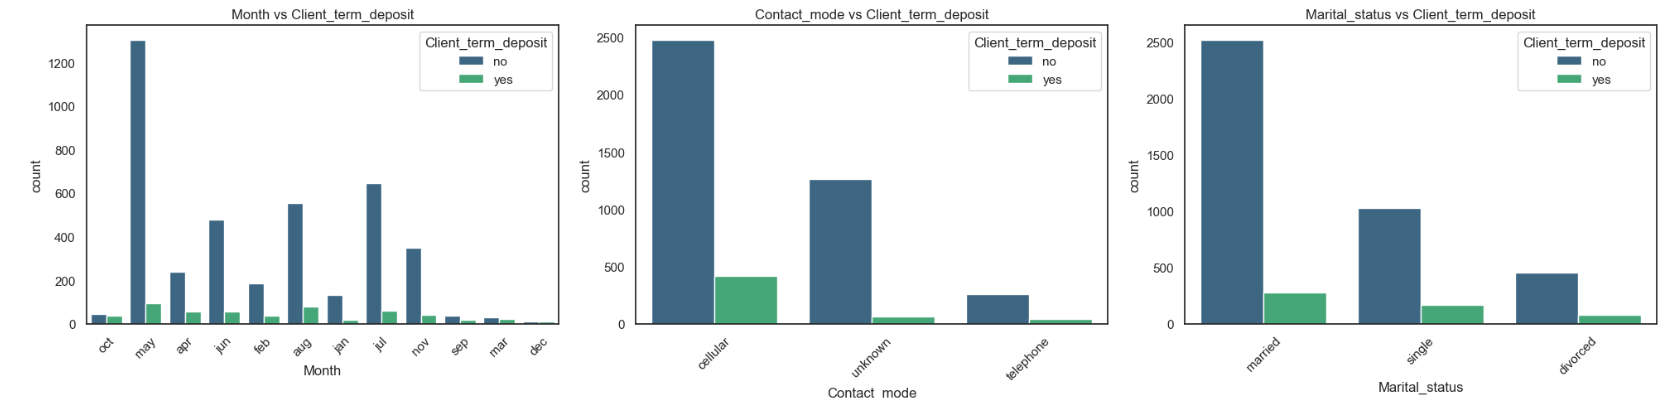 Month vs Client_term_deposit
Client_term_deposit
no
yes
1200
1000
800
600
400
200
0
count
oct may apr jun feb aug jan jul nov sep mar dec
Month
Contact_mode vs Client_term_deposit
Client_term_deposit
no
yes
2500
2000
1500
1000
500
0
count
cellular unknown telephone
Contact_mode
Marital_status vs Client_term_deposit
Client_term_deposit
no
yes
2500
2000
1500
1000
500
0
count
married single divorced
Marital_status